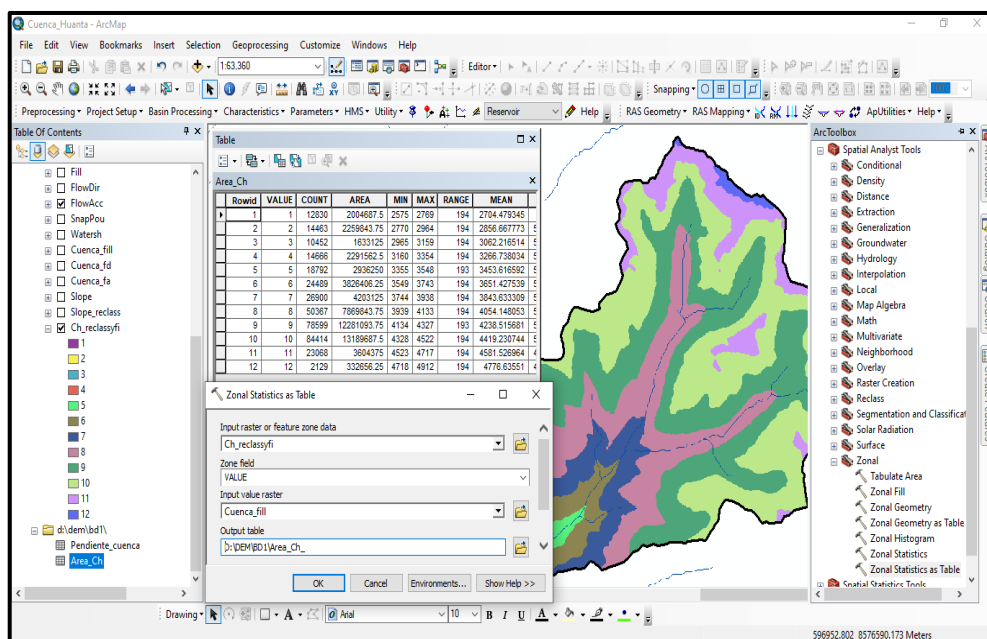 Cuenca_Huanta - ArcMap
File Edit View Bookmarks Insert Selection Geoprocessing Customize Windows Help
1:63,360 Editor
Snapping
Preprocessing Project Setup Basin Processing Characteristics Parameters HMS Utility Reservoir Help RAS Geometry RAS Mapping ApUtilities Help
Table Of Contents
Fill
FlowDir
FlowAcc
SnapPou
Watersh
Cuenca_fill
Cuenca_fd
Cuenca_fa
Slope
Slope_reclass
Ch_reclassyfi
1
2
3
4
5
6
7
8
9
10
11
12
d:\dem\bd1\
Pendiente_cuenca
Area_Ch
Table
Area_Ch
Rowid VALUE COUNT AREA MIN MAX RANGE MEAN
1 1 12830 2004687.5 2575 2769 194 2704.479345
2 2 14463 2259843.75 2770 2964 194 2856.667773 5
3 3 10452 1633125 2965 3159 194 3062.216514 5
4 4 14666 2291562.5 3160 3354 194 3266.738034 5
5 5 18792 2936250 3355 3548 193 3453.616592 5
6 6 24489 3826406.25 3549 3743 194 3651.427539 5
7 7 26900 4203125 3744 3938 194 3843.633309 5
8 8 50367 7869843.75 3939 4133 194 4054.148053 5
9 9 78599 12281093.75 4134 4327 193 4238.515681 5
10 10 84414 13189687.5 4328 4522 194 4419.230744 5
11 11 23068 3604375 4523 4717 194 4581.526964 4
12 12 2129 332656.25 4718 4912 194 4776.63551 4
Zonal Statistics as Table
Input raster or feature zone data
Ch_reclassyfi
Zone field
VALUE
Input value raster
Cuenca_fill
Output table
D:\DEM\BD1\Area_Ch_
OK Cancel Environments... Show Help >>
ArcToolbox
Spatial Analyst Tools
Conditional
Density
Distance
Extraction
Generalization
Groundwater
Hydrology
Interpolation
Local
Map Algebra
Math
Multivariate
Neighborhood
Overlay
Raster Creation
Reclass
Segmentation and Classificat
Solar Radiation
Surface
Zonal
Tabulate Area
Zonal Fill
Zonal Geometry
Zonal Geometry as Table
Zonal Histogram
Zonal Statistics
Zonal Statistics as Table
Spatial Statistics Tools
Drawing Arial 10 B I U A
596952.802 8576590.173 Meters